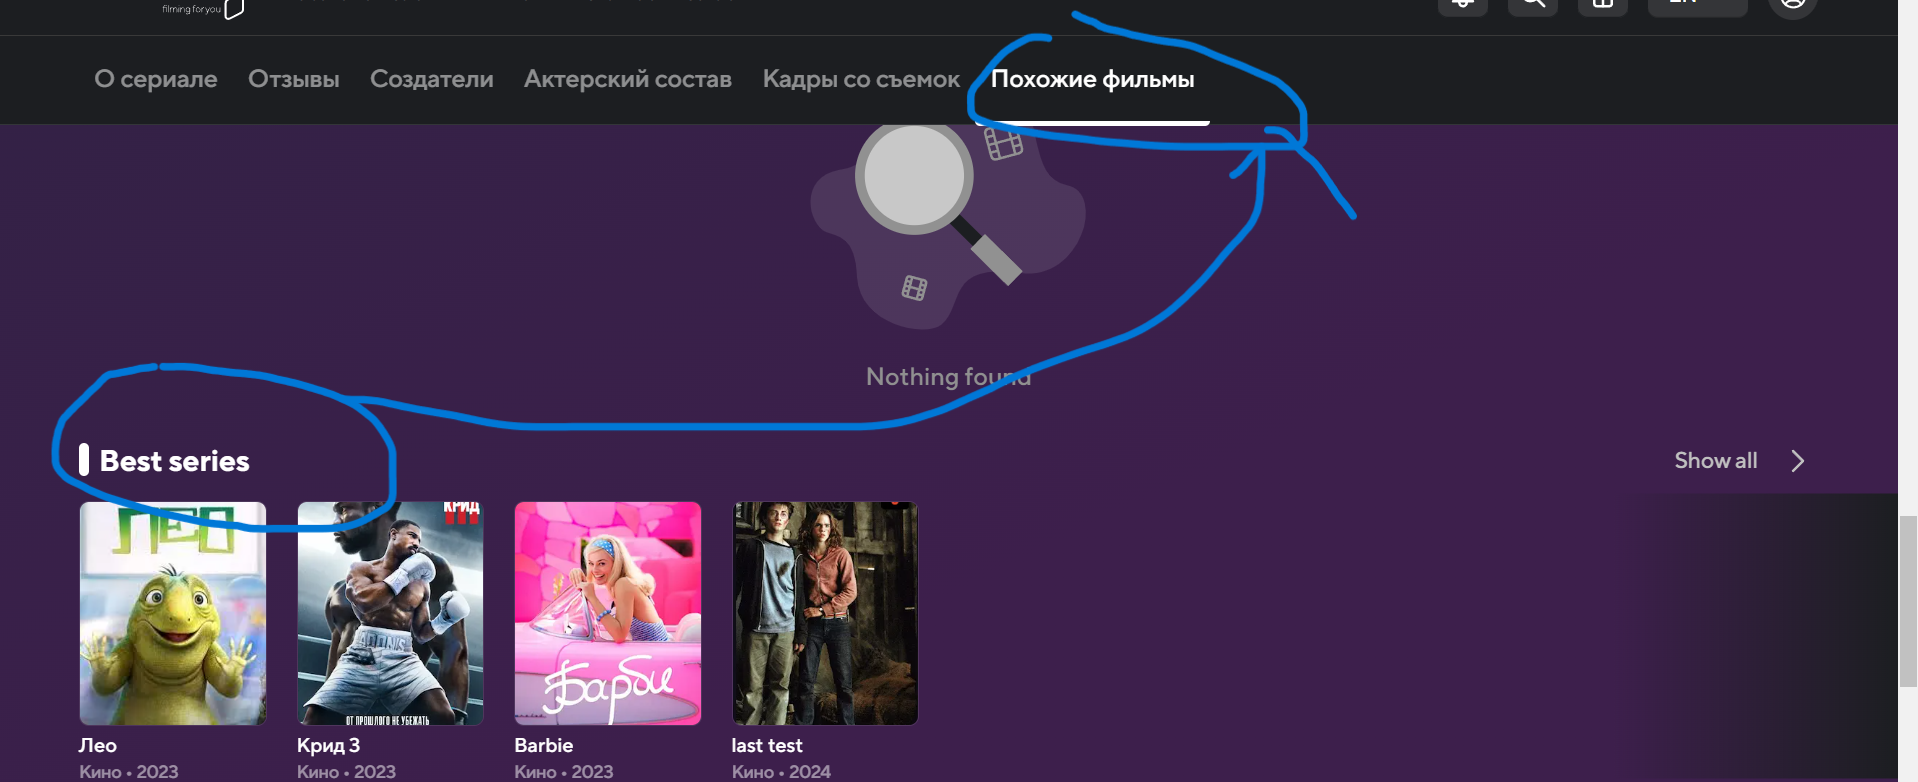 filming for you
О сериале Отзывы Создатели Актерский состав Кадры со съемок Похожие фильмы
Nothing found
Best series
Show all
ЛЕО
КРИД
III
ОТ ПРОШЛОГО НЕ УБЕЖАТЬ
Барби
Лео Крид 3 Barbie last test
Кино • 2023 Кино • 2023 Кино • 2023 Кино • 2024